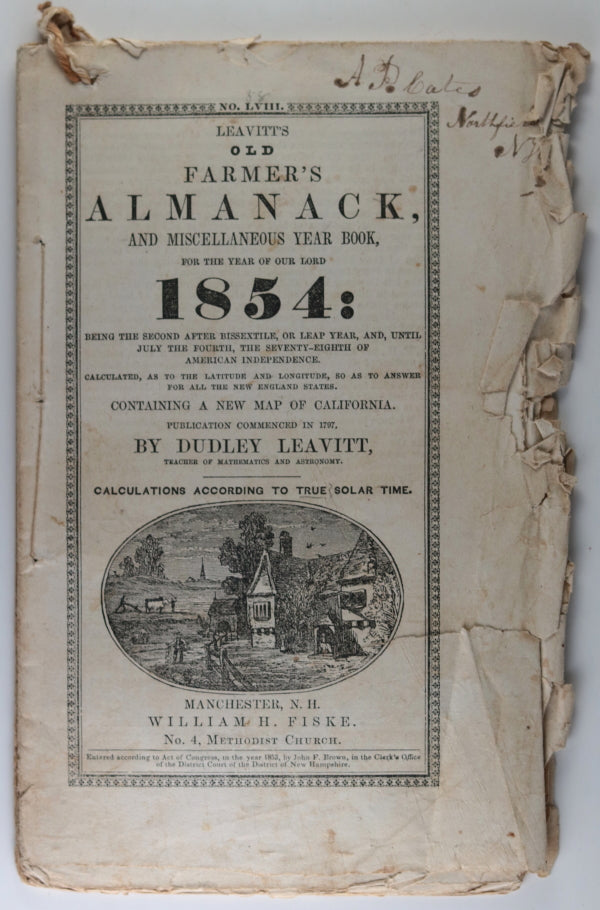 A B Cates
Northfie
N
58
NO. LVIII.
LEAVITT'S
OLD
FARMER'S
ALMANACK,
AND MISCELLANEOUS YEAR BOOK,
FOR THE YEAR OF OUR LORD
1854:
BEING THE SECOND AFTER BISSEXTILE, OR LEAP YEAR, AND, UNTIL
JULY THE FOURTH, THE SEVENTY-EIGHTH OF
AMERICAN INDEPENDENCE.
CALCULATED, AS TO THE LATITUDE AND LONGITUDE, SO AS TO ANSWER
FOR ALL THE NEW ENGLAND STATES.
CONTAINING A NEW MAP OF CALIFORNIA.
PUBLICATION COMMENCED IN 1797,
BY DUDLEY LEAVITT,
TEACHER OF MATHEMATICS AND ASTRONOMY.
CALCULATIONS ACCORDING TO TRUE SOLAR TIME.
MANCHESTER, N. H.
WILLIAM H. FISKE.
No. 4, METHODIST CHURCH.
Entered according to Act of Congress, in the year 1853, by John F. Brown, in the Clerk's Office
of the District Court of the District of New Hampshire.